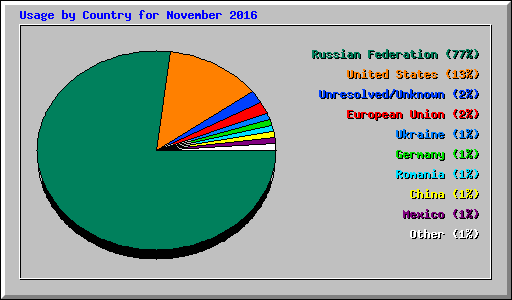 Usage by Country for November 2016
Russian Federation (77%)
United States (13%)
Unresolved/Unknown (2%)
European Union (2%)
Ukraine (1%)
Germany (1%)
Romania (1%)
China (1%)
Mexico (1%)
Other (1%)